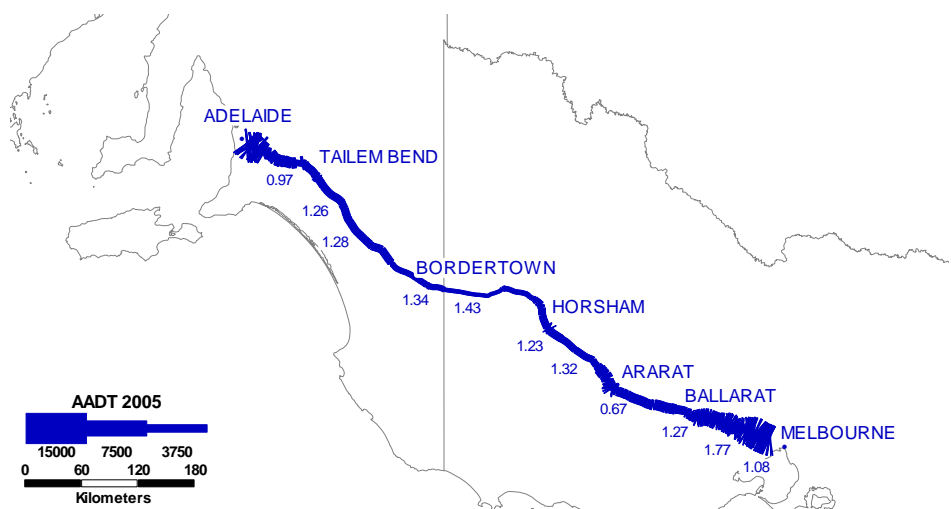 ADELAIDE
TAILEM BEND
0.97
1.26
1.28
BORDERTOWN
1.34
1.43
HORSHAM
1.23
1.32
ARARAT
0.67
BALLARAT
1.27
1.77
MELBOURNE
1.08
AADT 2005
15000 7500 3750
0 60 120 180
Kilometers